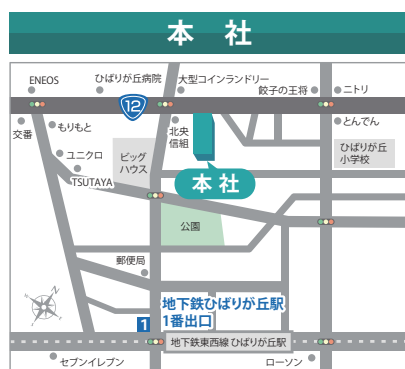 本 社
ENEOS
ひばりが丘病院
大型コインランドリー
餃子の王将
ニトリ
12
交番
もりもと
北央
信組
とんでん
ユニクロ
ビッグ
ハウス
ひばりが丘
小学校
TSUTAYA
本 社
公園
郵便局
N
地下鉄ひばりが丘駅
1番出口
1
地下鉄東西線 ひばりが丘駅
セブンイレブン
ローソン